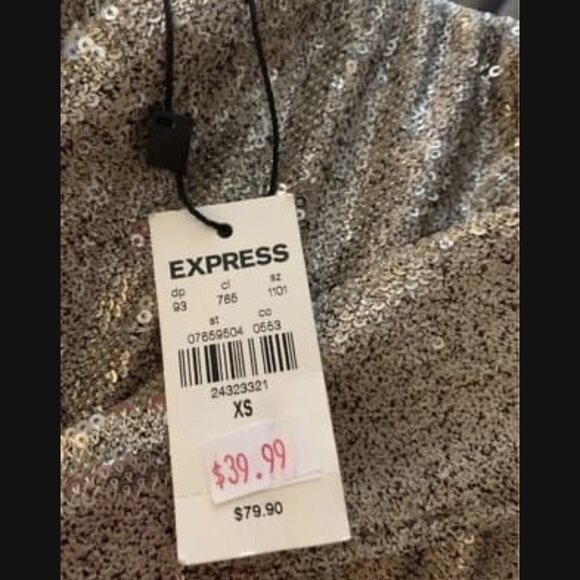 EXPRESS
dp cl sz
93 765 1101
st co
07659504 0553
24323321
XS
$39.99
$79.90